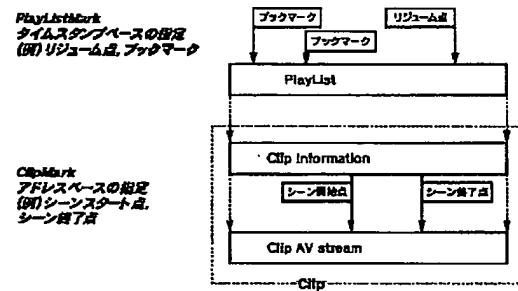 PlayListMark
タイムスタンプベースの指定
(例)リジューム点,ブックマーク
ブックマーク
リジューム点
ブックマーク
PlayList
ClipMark
アドレスベースの指定
(例)シーンスタート点,
シーン終了点
Clip Information
シーン開始点
シーン終了点
Clip AV stream
Clip